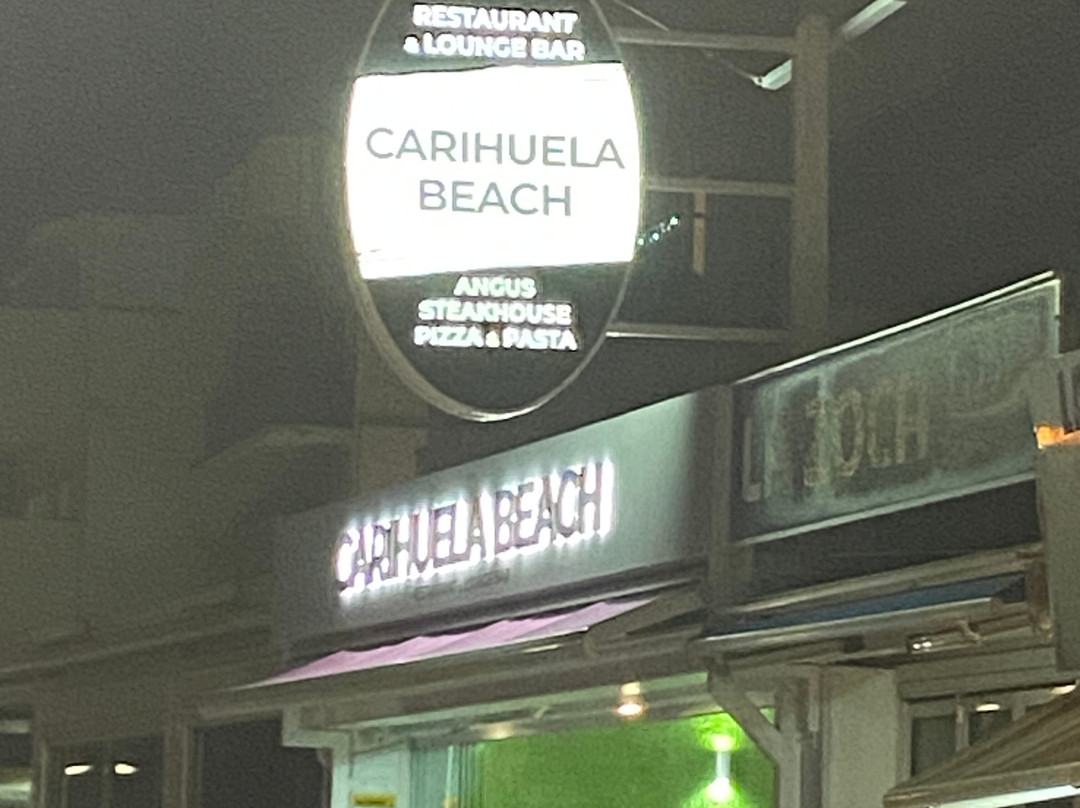 RESTAURANT
& LOUNGE BAR
CARIHUELA
BEACH
ANGUS
STEAKHOUSE
PIZZA & PASTA
CARIHUELA BEACH